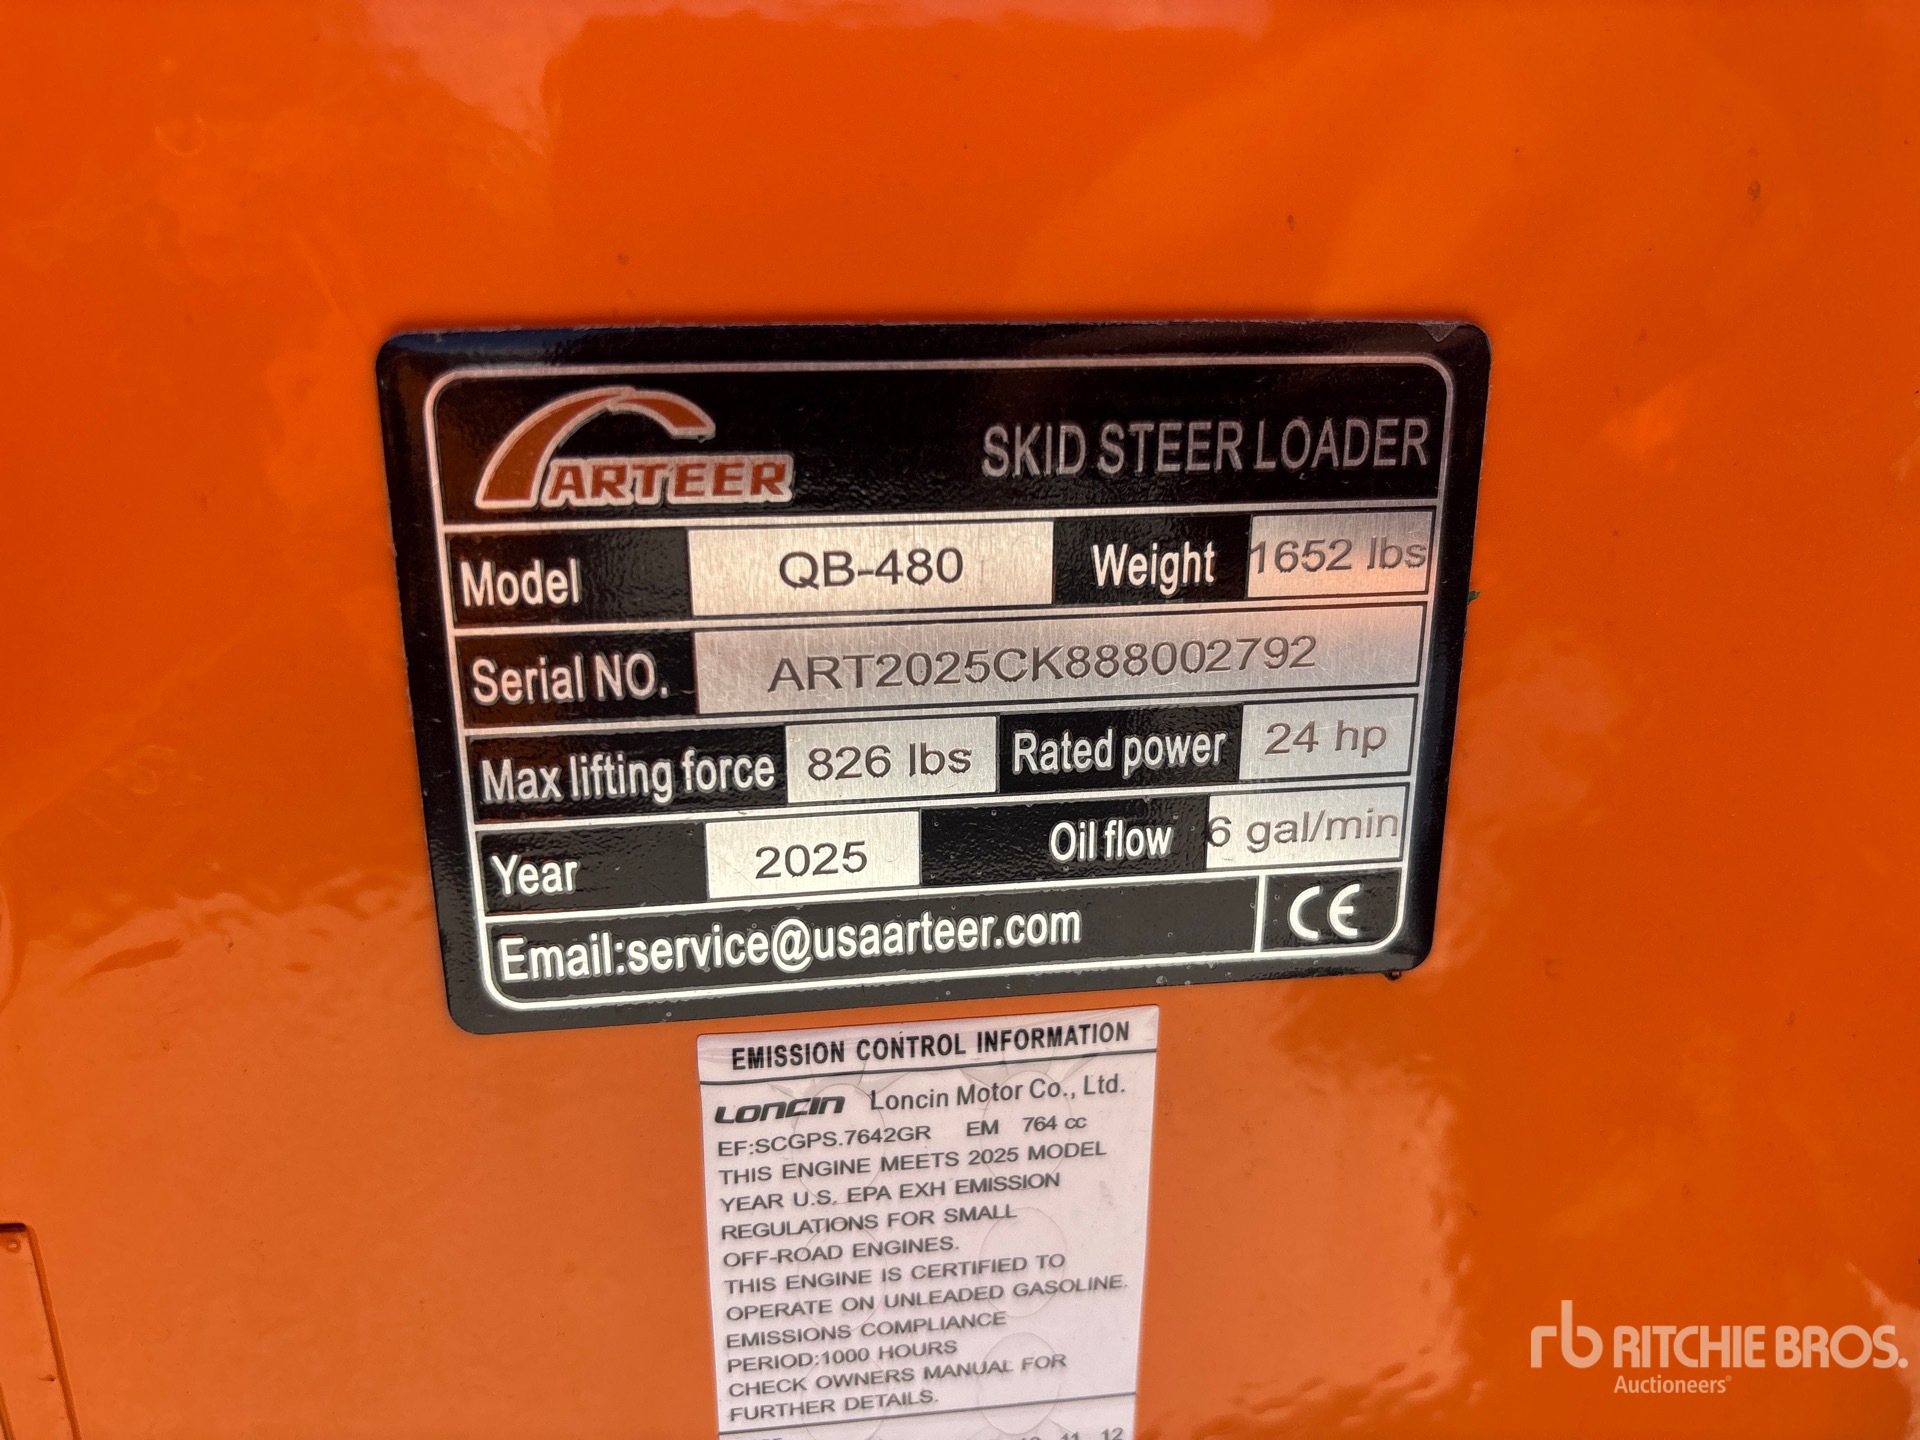 AARTEER SKID STEER LOADER
Model QB-480 Weight 1652 lbs
Serial NO. ART2025CK888002792
Max lifting force 826 lbs Rated power 24 hp
Year 2025 Oil flow 6 gal/min
Email:service@usaarteer.com CE
EMISSION CONTROL INFORMATION
LONCIN Loncin Motor Co., Ltd.
EF:SCGPS.7642GR EM 764 cc
THIS ENGINE MEETS 2025 MODEL
YEAR U.S. EPA EXH EMISSION
REGULATIONS FOR SMALL
OFF-ROAD ENGINES.
THIS ENGINE IS CERTIFIED TO
OPERATE ON UNLEADED GASOLINE.
EMISSIONS COMPLIANCE
PERIOD:1000 HOURS
CHECK OWNERS MANUAL FOR
FURTHER DETAILS.
11 12
rb RITCHIE BROS.
Auctioneers